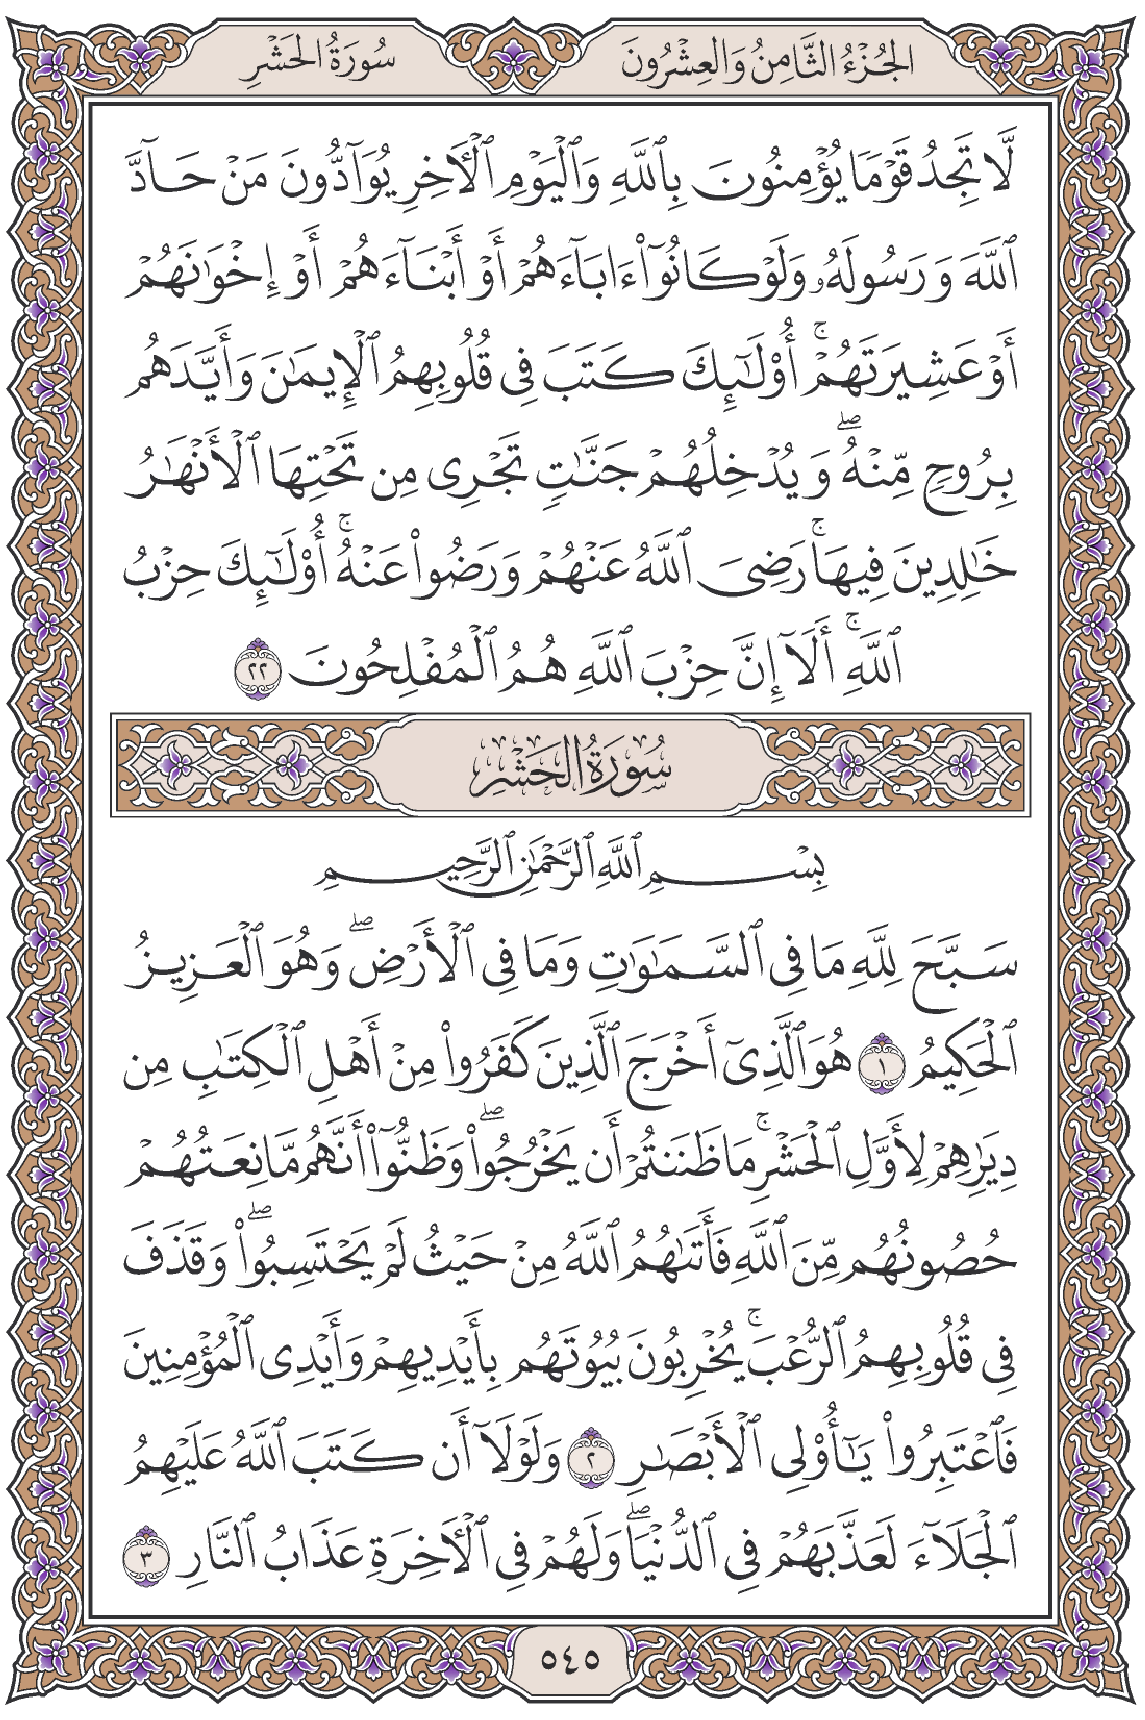 الجُزْءُ الثَّامِنُ وَالعِشْرُونَ
سُورَةُ الحَشْرِ
لَّا تَجِدُ قَوْمًا يُؤْمِنُونَ بِٱللَّهِ وَٱلْيَوْمِ ٱلْأٓخِرِ يُوَآدُّونَ مَنْ حَآدَّ
ٱللَّهَ وَرَسُولَهُۥ وَلَوْ كَانُوٓا۟ ءَابَآءَهُمْ أَوْ أَبْنَآءَهُمْ أَوْ إِخْوَٰنَهُمْ
أَوْ عَشِيرَتَهُمْ ۚ أُو۟لَٰٓئِكَ كَتَبَ فِى قُلُوبِهِمُ ٱلْإِيمَٰنَ وَأَيَّدَهُم
بِرُوحٍ مِّنْهُ ۖ وَيُدْخِلُهُمْ جَنَّٰتٍ تَجْرِى مِن تَحْتِهَا ٱلْأَنْهَٰرُ
خَٰلِدِينَ فِيهَا ۚ رَضِىَ ٱللَّهُ عَنْهُمْ وَرَضُوا۟ عَنْهُ ۚ أُو۟لَٰٓئِكَ حِزْبُ
ٱللَّهِ ۚ أَلَآ إِنَّ حِزْبَ ٱللَّهِ هُمُ ٱلْمُفْلِحُونَ ٢٢
سُورَةُ الحَشْرِ
بِسْمِ ٱللَّهِ ٱلرَّحْمَٰنِ ٱلرَّحِيمِ
سَبَّحَ لِلَّهِ مَا فِى ٱلسَّمَٰوَٰتِ وَمَا فِى ٱلْأَرْضِ ۖ وَهُوَ ٱلْعَزِيزُ
ٱلْحَكِيمُ ١ هُوَ ٱلَّذِىٓ أَخْرَجَ ٱلَّذِينَ كَفَرُوا۟ مِنْ أَهْلِ ٱلْكِتَٰبِ مِن
دِيَٰرِهِمْ لِأَوَّلِ ٱلْحَشْرِ ۚ مَا ظَنَنتُمْ أَن يَخْرُجُوا۟ ۖ وَظَنُّوٓا۟ أَنَّهُم مَّانِعَتُهُمْ
حُصُونُهُم مِّنَ ٱللَّهِ فَأَتَىٰهُمُ ٱللَّهُ مِنْ حَيْثُ لَمْ يَحْتَسِبُوا۟ ۖ وَقَذَفَ
فِى قُلُوبِهِمُ ٱلرُّعْبَ ۚ يُخْرِبُونَ بُيُوتَهُم بِأَيْدِيهِمْ وَأَيْدِى ٱلْمُؤْمِنِينَ
فَٱعْتَبِرُوا۟ يَٰٓأُو۟لِى ٱلْأَبْصَٰرِ ٢ وَلَوْلَآ أَن كَتَبَ ٱللَّهُ عَلَيْهِمُ
ٱلْجَلَآءَ لَعَذَّبَهُمْ فِى ٱلدُّنْيَا ۖ وَلَهُمْ فِى ٱلْأٓخِرَةِ عَذَابُ ٱلنَّارِ ٣
٥٤٥